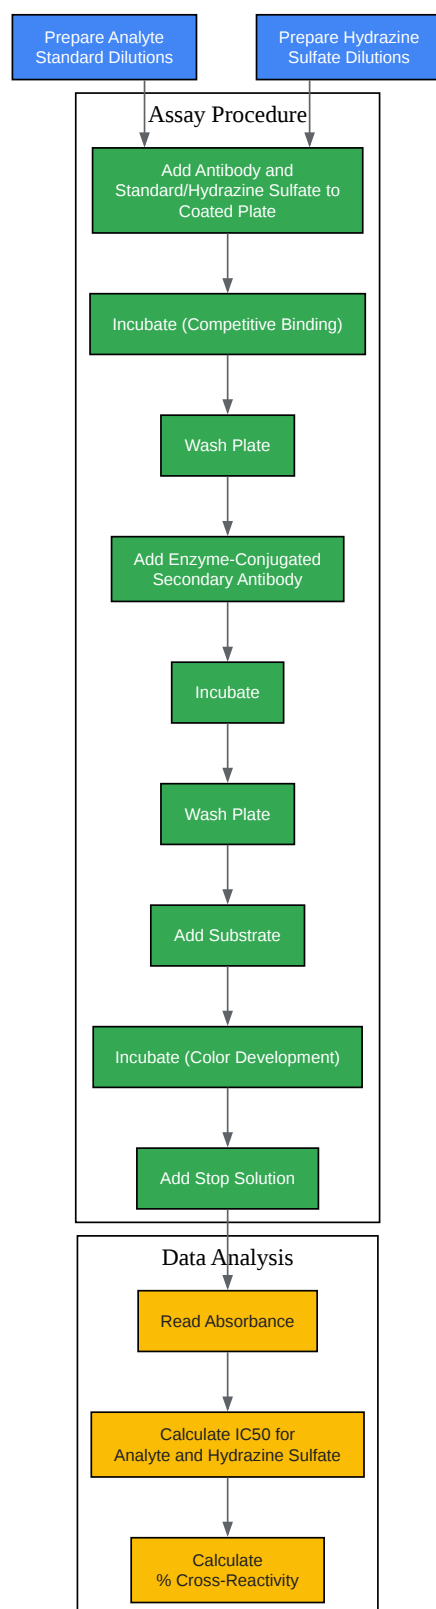 Prepare Analyte
Standard Dilutions
Prepare Hydrazine
Sulfate Dilutions
Assay Procedure
Add Antibody and
Standard/Hydrazine Sulfate to
Coated Plate
Incubate (Competitive Binding)
Wash Plate
Add Enzyme-Conjugated
Secondary Antibody
Incubate
Wash Plate
Add Substrate
Incubate (Color Development)
Add Stop Solution
Data Analysis
Read Absorbance
Calculate IC50 for
Analyte and Hydrazine Sulfate
Calculate
% Cross-Reactivity